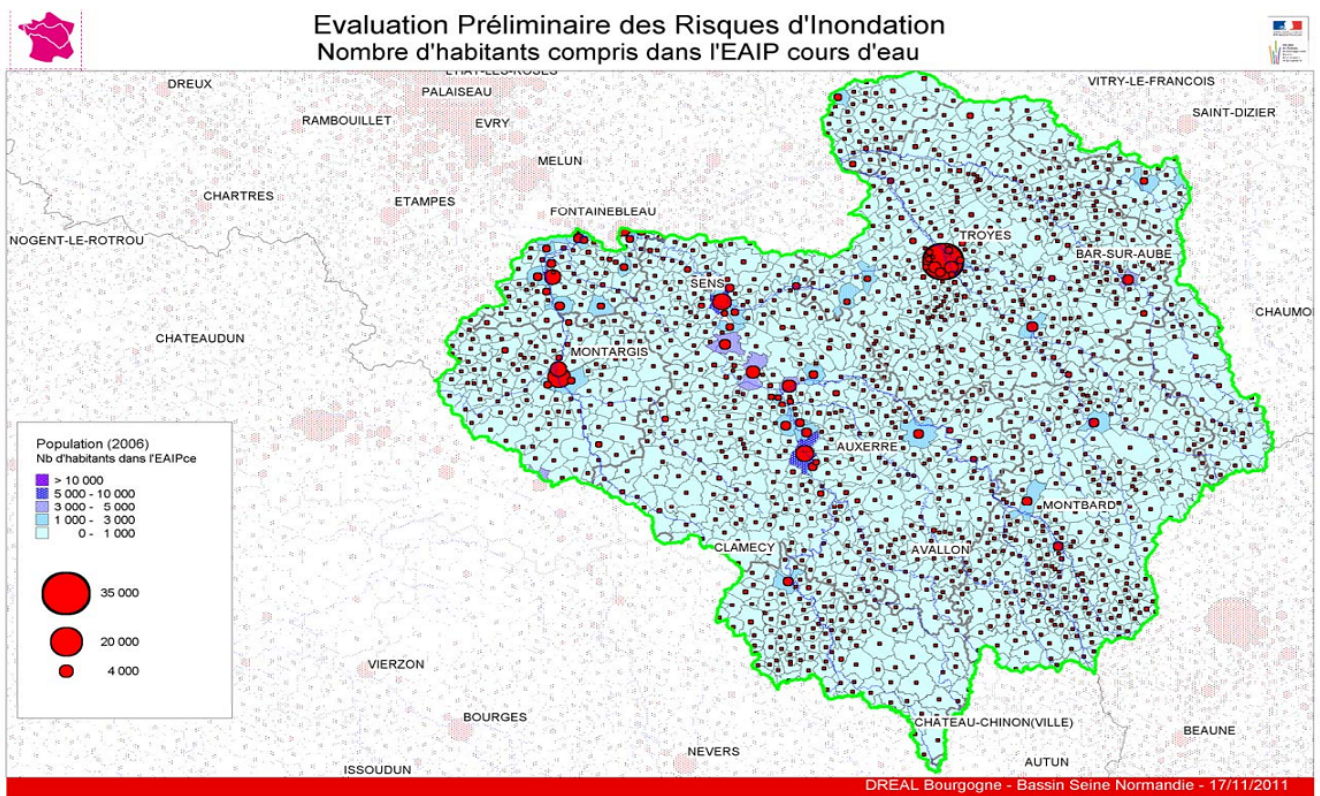 Evaluation Préliminaire des Risques d'Inondation
Nombre d'habitants compris dans l'EAIP cours d'eau
DREUX
PALAISEAU
VITRY-LE-FRANCOIS
RAMBOUILLET
EVRY
SAINT-DIZIER
MELUN
CHARTRES
ETAMPES
FONTAINEBLEAU
NOGENT-LE-ROTROU
TROYES
BAR-SUR-AUBE
SENS
CHAUMO
CHATEAUDUN
MONTARGIS
Population (2006)
Nb d'habitants dans l'EAIPce
> 10 000
5 000 - 10 000
3 000 - 5 000
1 000 - 3 000
0 - 1 000
AUXERRE
MONTBARD
CLAMECY
AVALLON
35 000
20 000
4 000
VIERZON
BOURGES
CHATEAU-CHINON(VILLE)
BEAUNE
NEVERS
AUTUN
ISSOUDUN
DREAL Bourgogne - Bassin Seine Normandie - 17/11/2011